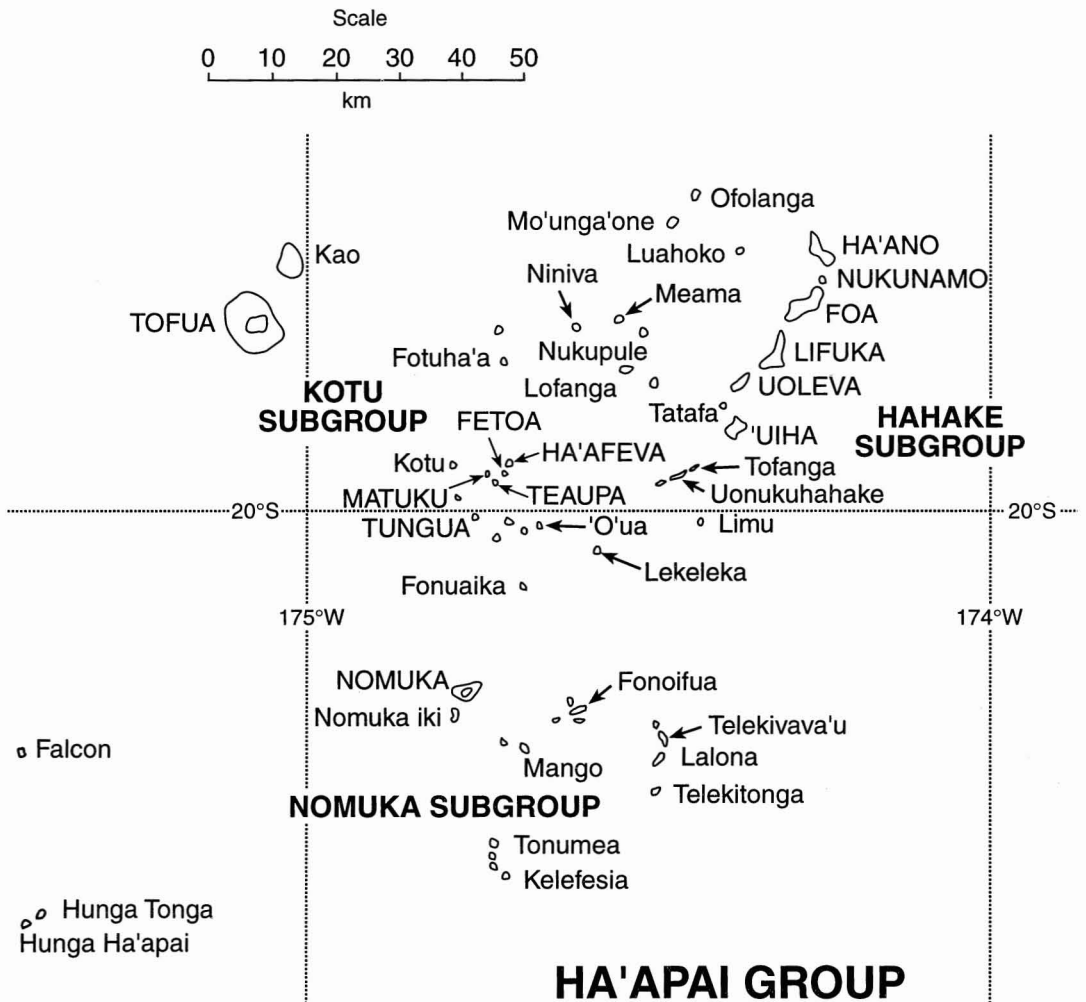 Scale
0 10 20 30 40 50
km
Ofolanga
Mo'unga'one
Luahoko
HA'ANO
Kao
Niniva
Meama
NUKUNAMO
FOA
TOFUA
Nukupule
Fotuha'a
LIFUKA
Lofanga
UOLEVA
KOTU
SUBGROUP
Tatafa
HAHAKE
SUBGROUP
FETOA
'UIHA
HA'AFEVA
Kotu
Tofanga
MATUKU
TEAUPA
Uonukuhahake
20°S
TUNGUA
'O'ua
Limu
20°S
Lekeleka
Fonuaika
175°W
174°W
NOMUKA
Fonoifua
Nomuka iki
Telekivava'u
Falcon
Mango
Lalona
NOMUKA SUBGROUP
Telekitonga
Tonumea
Kelefesia
Hunga Tonga
Hunga Ha'apai
HA'APAI GROUP